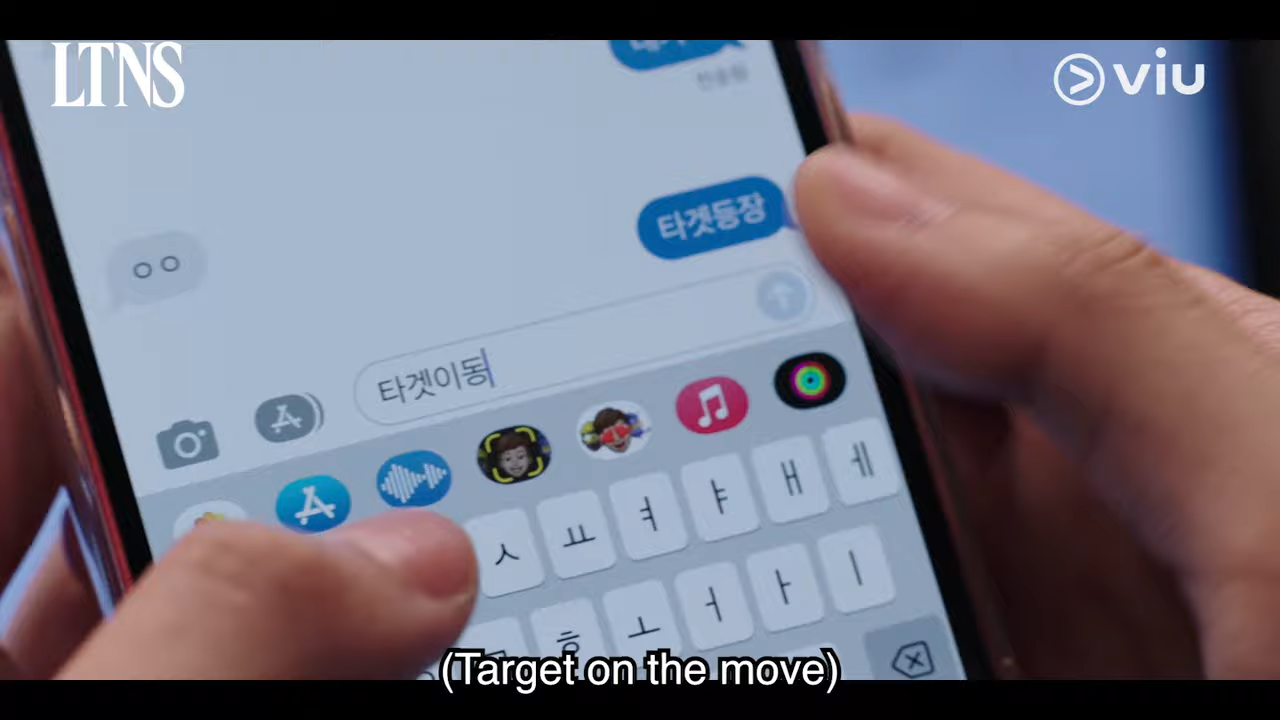 LTNS
viu
타겟등장
ㅇㅇ
타겟이동
ㅅ ㅛ ㅕ ㅑ ㅐ ㅔ
ㅎ ㅗ ㅓ ㅏ ㅣ
(Target on the move)